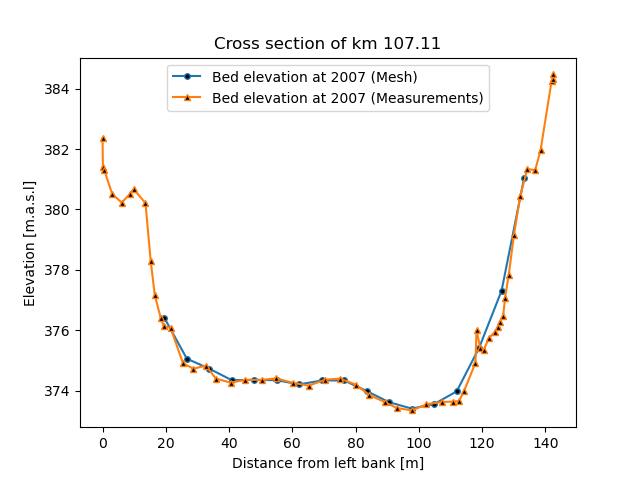 Cross section of km 107.11
Bed elevation at 2007 (Mesh)
Bed elevation at 2007 (Measurements)
Elevation [m.a.s.l]
384
382
380
378
376
374
0 20 40 60 80 100 120 140
Distance from left bank [m]